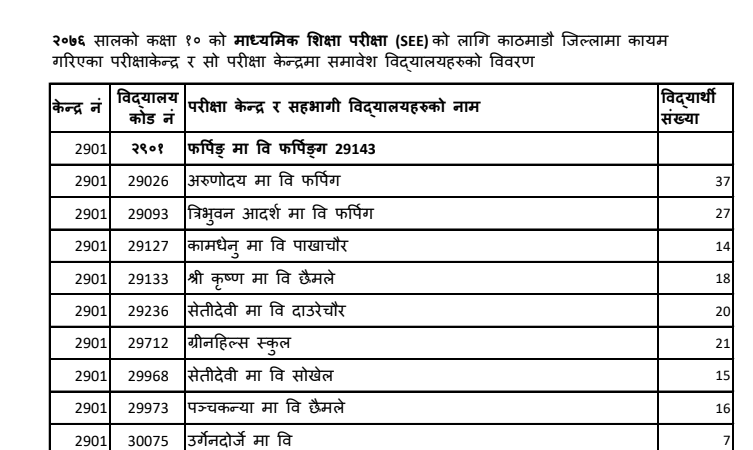 २०७६ सालको कक्षा १० को माध्यमिक शिक्षा परीक्षा (SEE) को लागि काठमाडौ जिल्लामा कायम
गरिएका परीक्षाकेन्द्र र सो परीक्षा केन्द्रमा समावेश विद्यालयहरुको विवरण
केन्द्र नं विद्यालय कोड नं परीक्षा केन्द्र र सहभागी विद्यालयहरुको नाम विद्यार्थी संख्या
2901 २९०१ फर्पिङ् मा वि फर्पिङ्ग 29143
2901 29026 अरुणोदय मा वि फर्पिग 37
2901 29093 त्रिभुवन आदर्श मा वि फर्पिग 27
2901 29127 कामधेनु मा वि पाखाचौर 14
2901 29133 श्री कृष्ण मा वि छैमले 18
2901 29236 सेतीदेवी मा वि दाउरेचौर 20
2901 29712 ग्रीनहिल्स स्कुल 21
2901 29968 सेतीदेवी मा वि सोखेल 15
2901 29973 पञ्चकन्या मा वि छैमले 16
2901 30075 उर्गेनदोर्जे मा वि 7